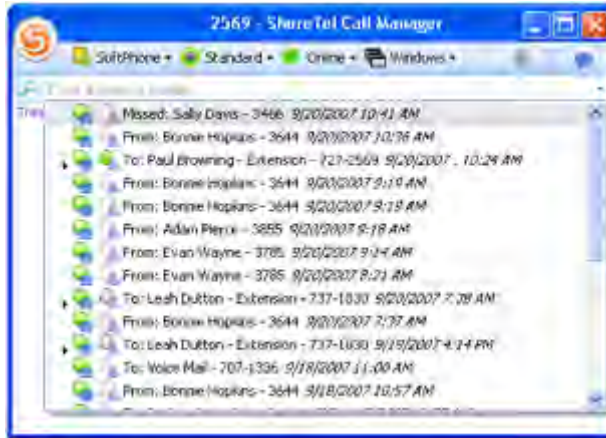 2569 - ShoreTel Call Manager
SoftPhone Standard Online Windows
Missed: Sally Davis - 3466 9/20/2007 10:41 AM
From: Bonnie Hopkins - 3644 9/20/2007 10:36 AM
To: Paul Browning - Extension - 727-2569 9/20/2007 , 10:24 AM
From: Bonnie Hopkins - 3644 9/20/2007 9:19 AM
From: Bonnie Hopkins - 3644 9/20/2007 9:19 AM
From: Adam Pierce - 3855 9/20/2007 9:18 AM
From: Evan Wayne - 3785 9/20/2007 9:14 AM
From: Evan Wayne - 3785 9/20/2007 8:21 AM
To: Leah Dutton - Extension - 737-1830 9/20/2007 7:38 AM
From: Bonnie Hopkins - 3644 9/20/2007 7:37 AM
To: Leah Dutton - Extension - 737-1830 9/19/2007 4:14 PM
To: Voice Mail - 707-1336 9/18/2007 11:00 AM
From: Bonnie Hopkins - 3644 9/18/2007 10:57 AM